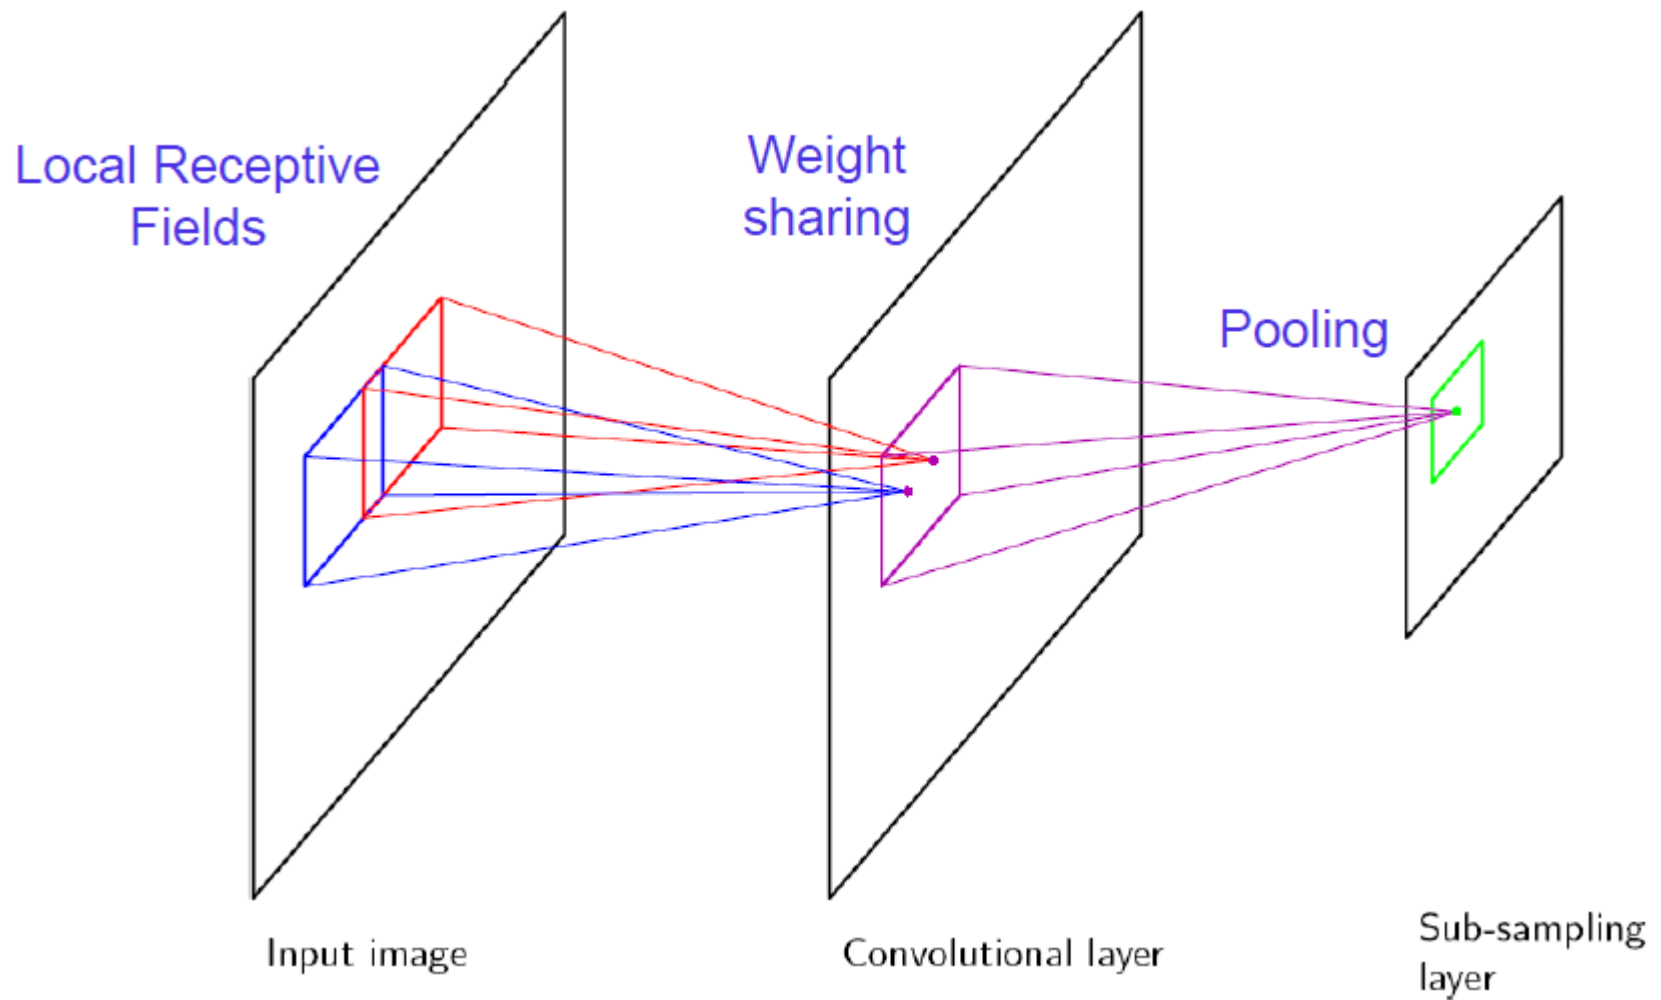 Local Receptive
Fields
Weight
sharing
Pooling
Input image
Convolutional layer
Sub-sampling
layer